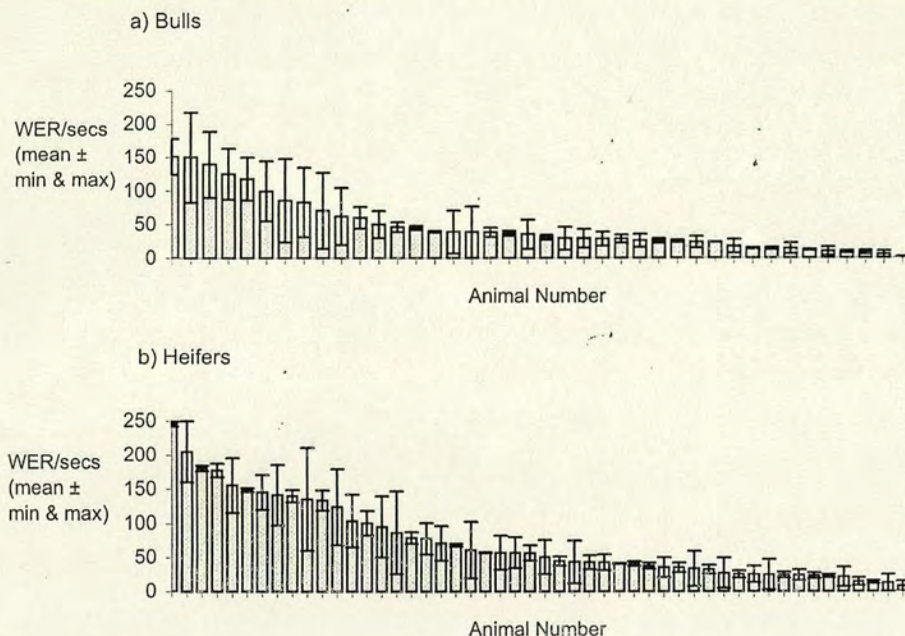 a) Bulls
250
200
WER/secs
(mean ±
min & max)
150
100
50
0
Animal Number
b) Heifers
250
200
WER/secs
(mean ±
min & max)
150
100
50
0
Animal Number